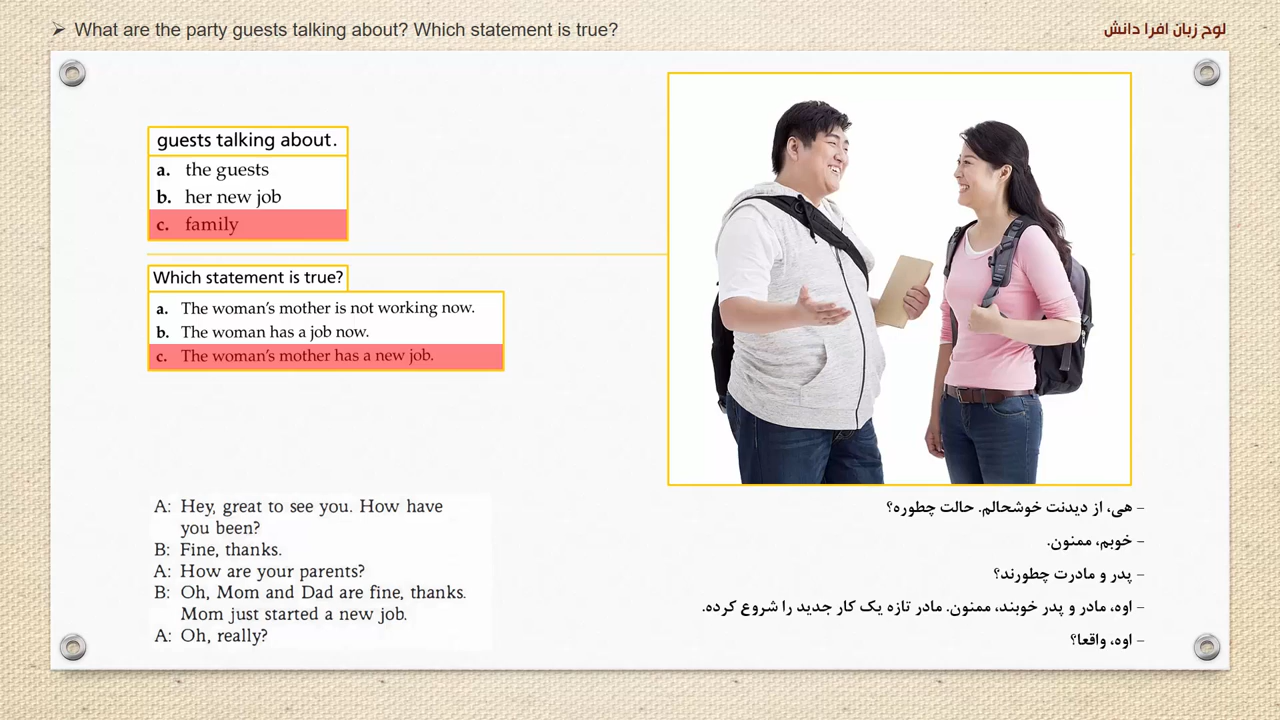 ➢ What are the party guests talking about? Which statement is true?
لوح زبان افرا دانش
guests talking about.
a. the guests
b. her new job
c. family
Which statement is true?
a. The woman's mother is not working now.
b. The woman has a job now.
c. The woman's mother has a new job.
A: Hey, great to see you. How have
you been?
B: Fine, thanks.
A: How are your parents?
B: Oh, Mom and Dad are fine, thanks.
Mom just started a new job.
A: Oh, really?
- هی، از دیدنت خوشحالم. حالت چطوره؟
- خوبم، ممنون.
- پدر و مادرت چطورند؟
- اوه، مادر و پدر خوبند، ممنون. مادر تازه یک کار جدید را شروع کرده.
- اوه، واقعا؟